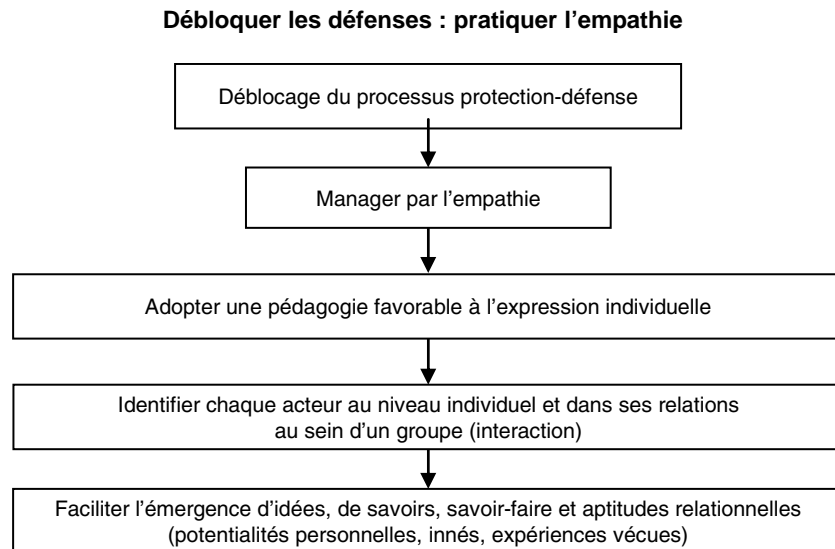 Débloquer les défenses : pratiquer l’empathie
Déblocage du processus protection-défense
Manager par l’empathie
Adopter une pédagogie favorable à l’expression individuelle
Identifier chaque acteur au niveau individuel et dans ses relations
au sein d’un groupe (interaction)
Faciliter l’émergence d’idées, de savoirs, savoir-faire et aptitudes relationnelles
(potentialités personnelles, innés, expériences vécues)